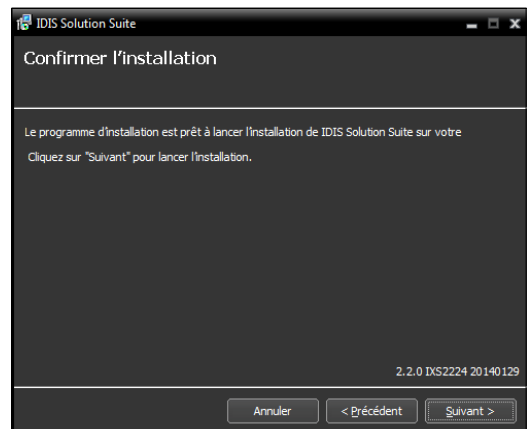 IDIS Solution Suite
Confirmer l'installation
Le programme d'installation est prêt à lancer l'installation de IDIS Solution Suite sur votre
Cliquez sur "Suivant" pour lancer l'installation.
2.2.0 IXS2224 20140129
Annuler
< Précédent
Suivant >